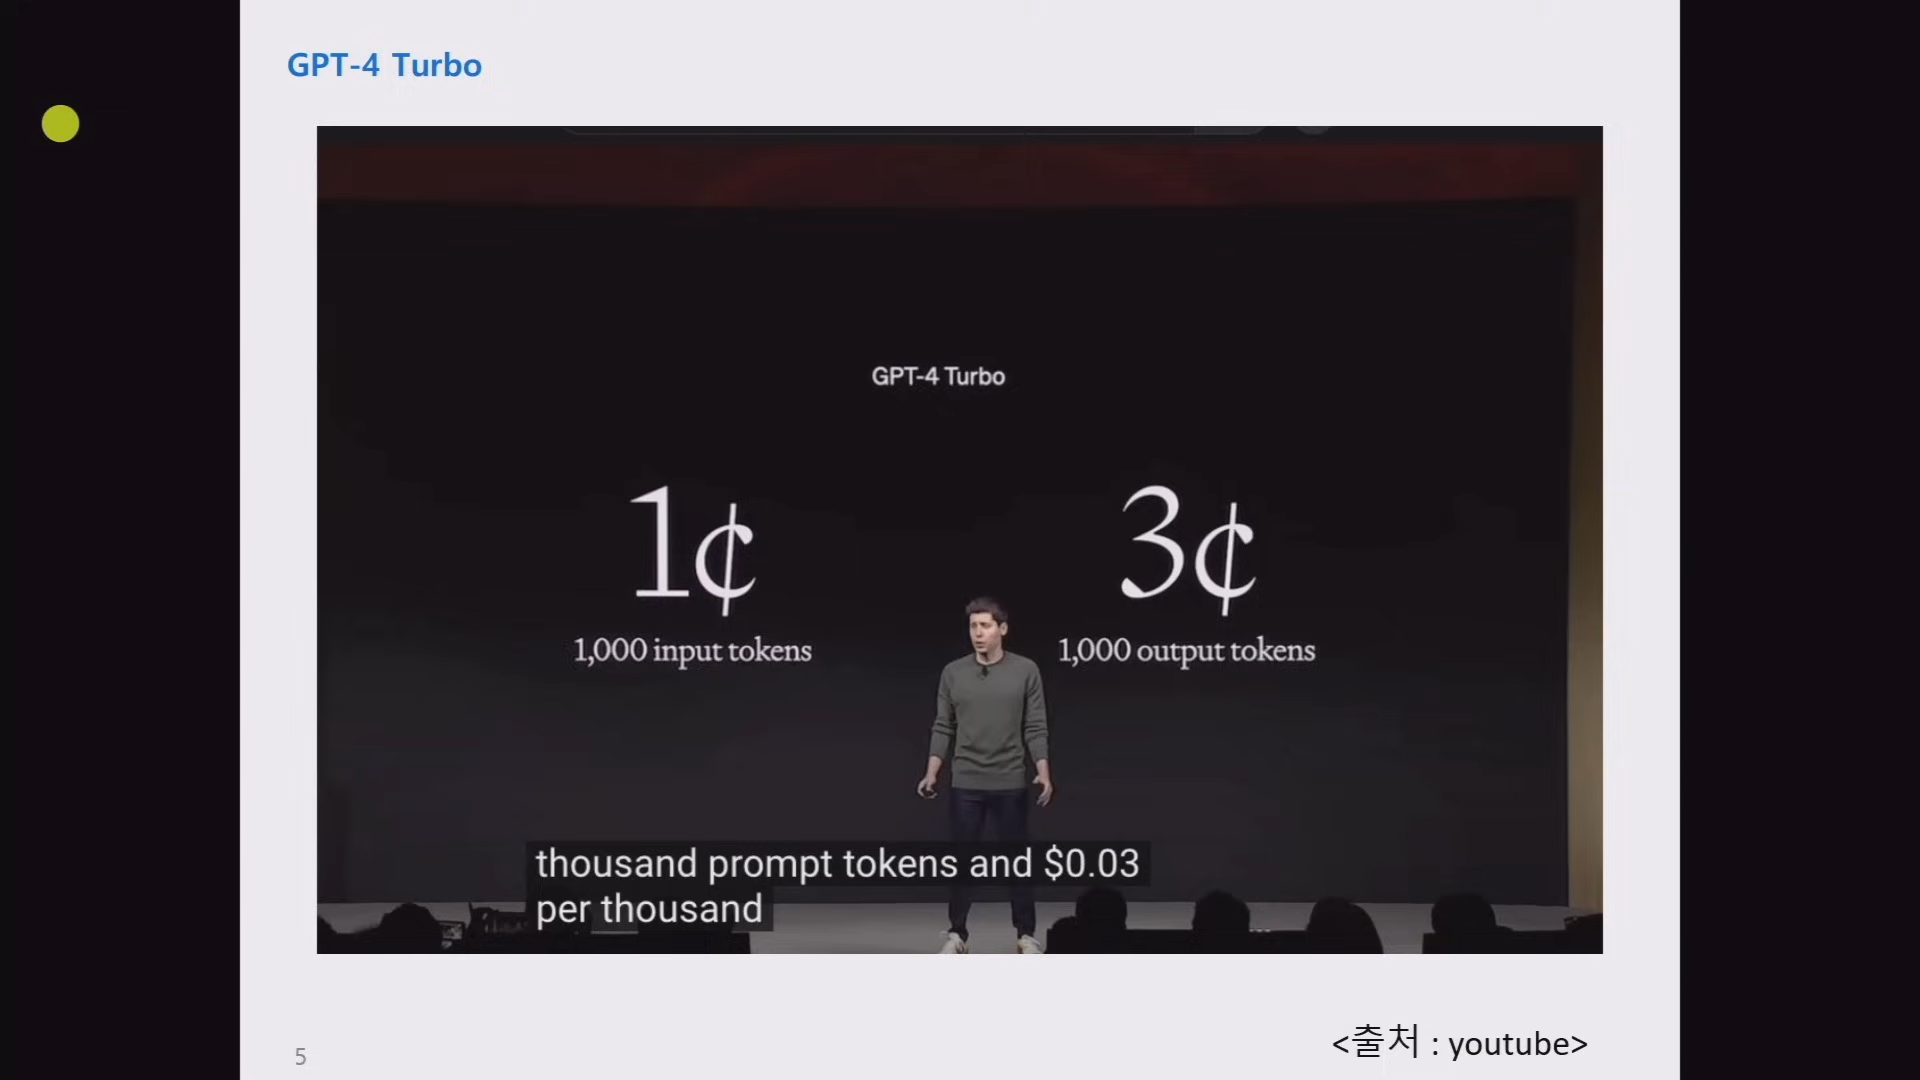 GPT-4 Turbo
GPT-4 Turbo
1¢
3¢
1,000 input tokens
1,000 output tokens
thousand prompt tokens and $0.03
per thousand
<출처 : youtube>
5